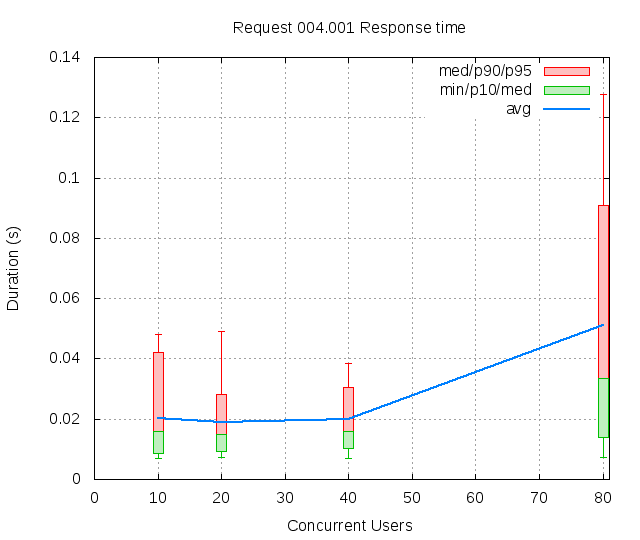 Request 004.001 Response time
med/p90/p95
min/p10/med
avg
0.14
0.12
0.1
0.08
0.06
0.04
0.02
0
Duration (s)
0 10 20 30 40 50 60 70 80
Concurrent Users